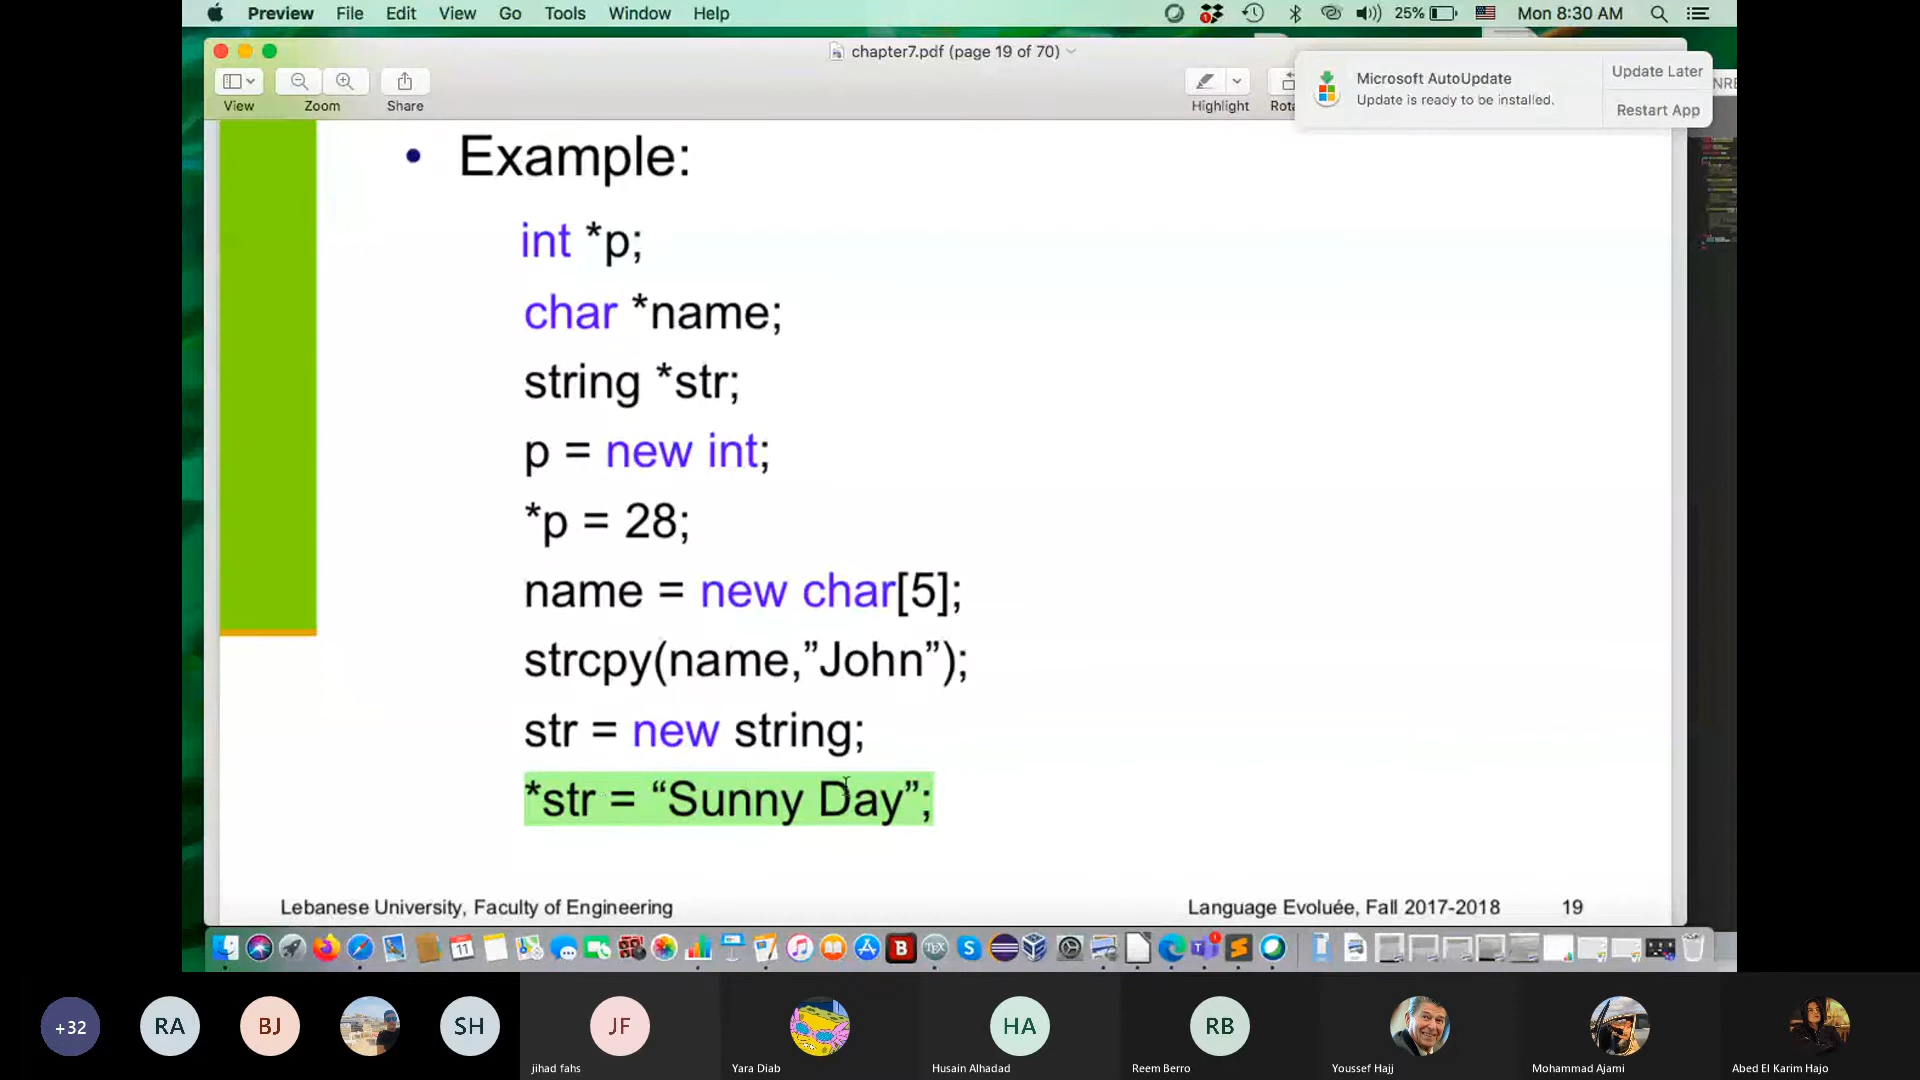 Preview File Edit View Go Tools Window Help
25% Mon 8:30 AM
chapter7.pdf (page 19 of 70)
View Zoom Share Highlight
Microsoft AutoUpdate
Update is ready to be installed.
Update Later
Restart App
• Example:
int *p;
char *name;
string *str;
p = new int;
*p = 28;
name = new char[5];
strcpy(name,”John”);
str = new string;
*str = “Sunny Day”;
Lebanese University, Faculty of Engineering Language Evoluée, Fall 2017-2018 19
+32 RA BJ SH JF HA RB
jihad fahs Yara Diab Husain Alhadad Reem Berro Youssef Hajj Mohammad Ajami Abed El Karim Hajo